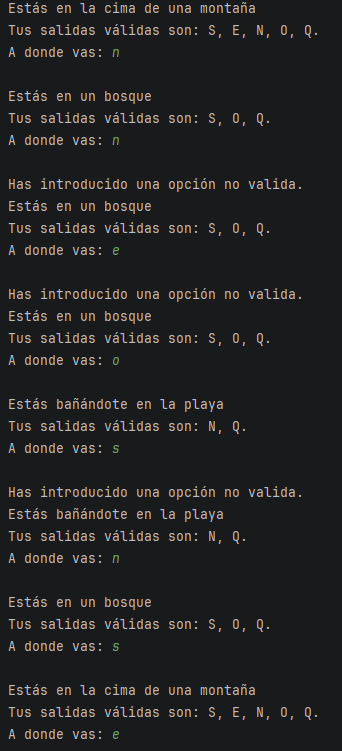 Estás en la cima de una montaña
Tus salidas válidas son: S, E, N, O, Q.
A donde vas: n
Estás en un bosque
Tus salidas válidas son: S, O, Q.
A donde vas: n
Has introducido una opción no valida.
Estás en un bosque
Tus salidas válidas son: S, O, Q.
A donde vas: e
Has introducido una opción no valida.
Estás en un bosque
Tus salidas válidas son: S, O, Q.
A donde vas: o
Estás bañándote en la playa
Tus salidas válidas son: N, Q.
A donde vas: s
Has introducido una opción no valida.
Estás bañándote en la playa
Tus salidas válidas son: N, Q.
A donde vas: n
Estás en un bosque
Tus salidas válidas son: S, O, Q.
A donde vas: s
Estás en la cima de una montaña
Tus salidas válidas son: S, E, N, O, Q.
A donde vas: e